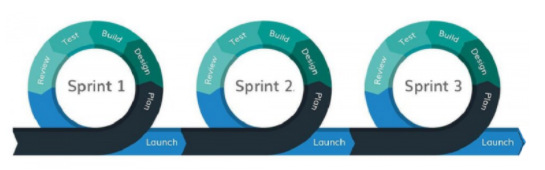 Review Test Build Design Plan
Sprint 1
Launch
Review Test Build Design Plan
Sprint 2
Launch
Review Test Build Design Plan
Sprint 3
Launch